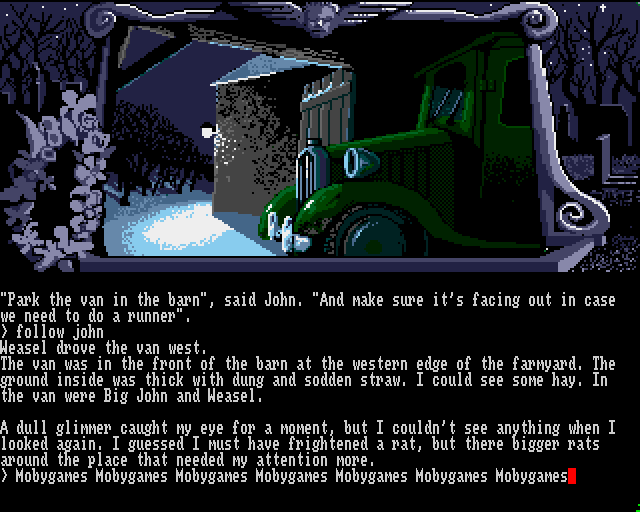 "Park the van in the barn", said John. "And make sure it's facing out in case
we need to do a runner".
> follow john
Weasel drove the van west.
The van was in the front of the barn at the western edge of the farmyard. The
ground inside was thick with dung and sodden straw. I could see some hay. In
the van were Big John and Weasel.
A dull glimmer caught my eye for a moment, but I couldn't see anything when I
looked again. I guessed I must have frightened a rat, but there bigger rats
around the place that needed my attention more.
> Mobygames Mobygames Mobygames Mobygames Mobygames Mobygames Mobygames